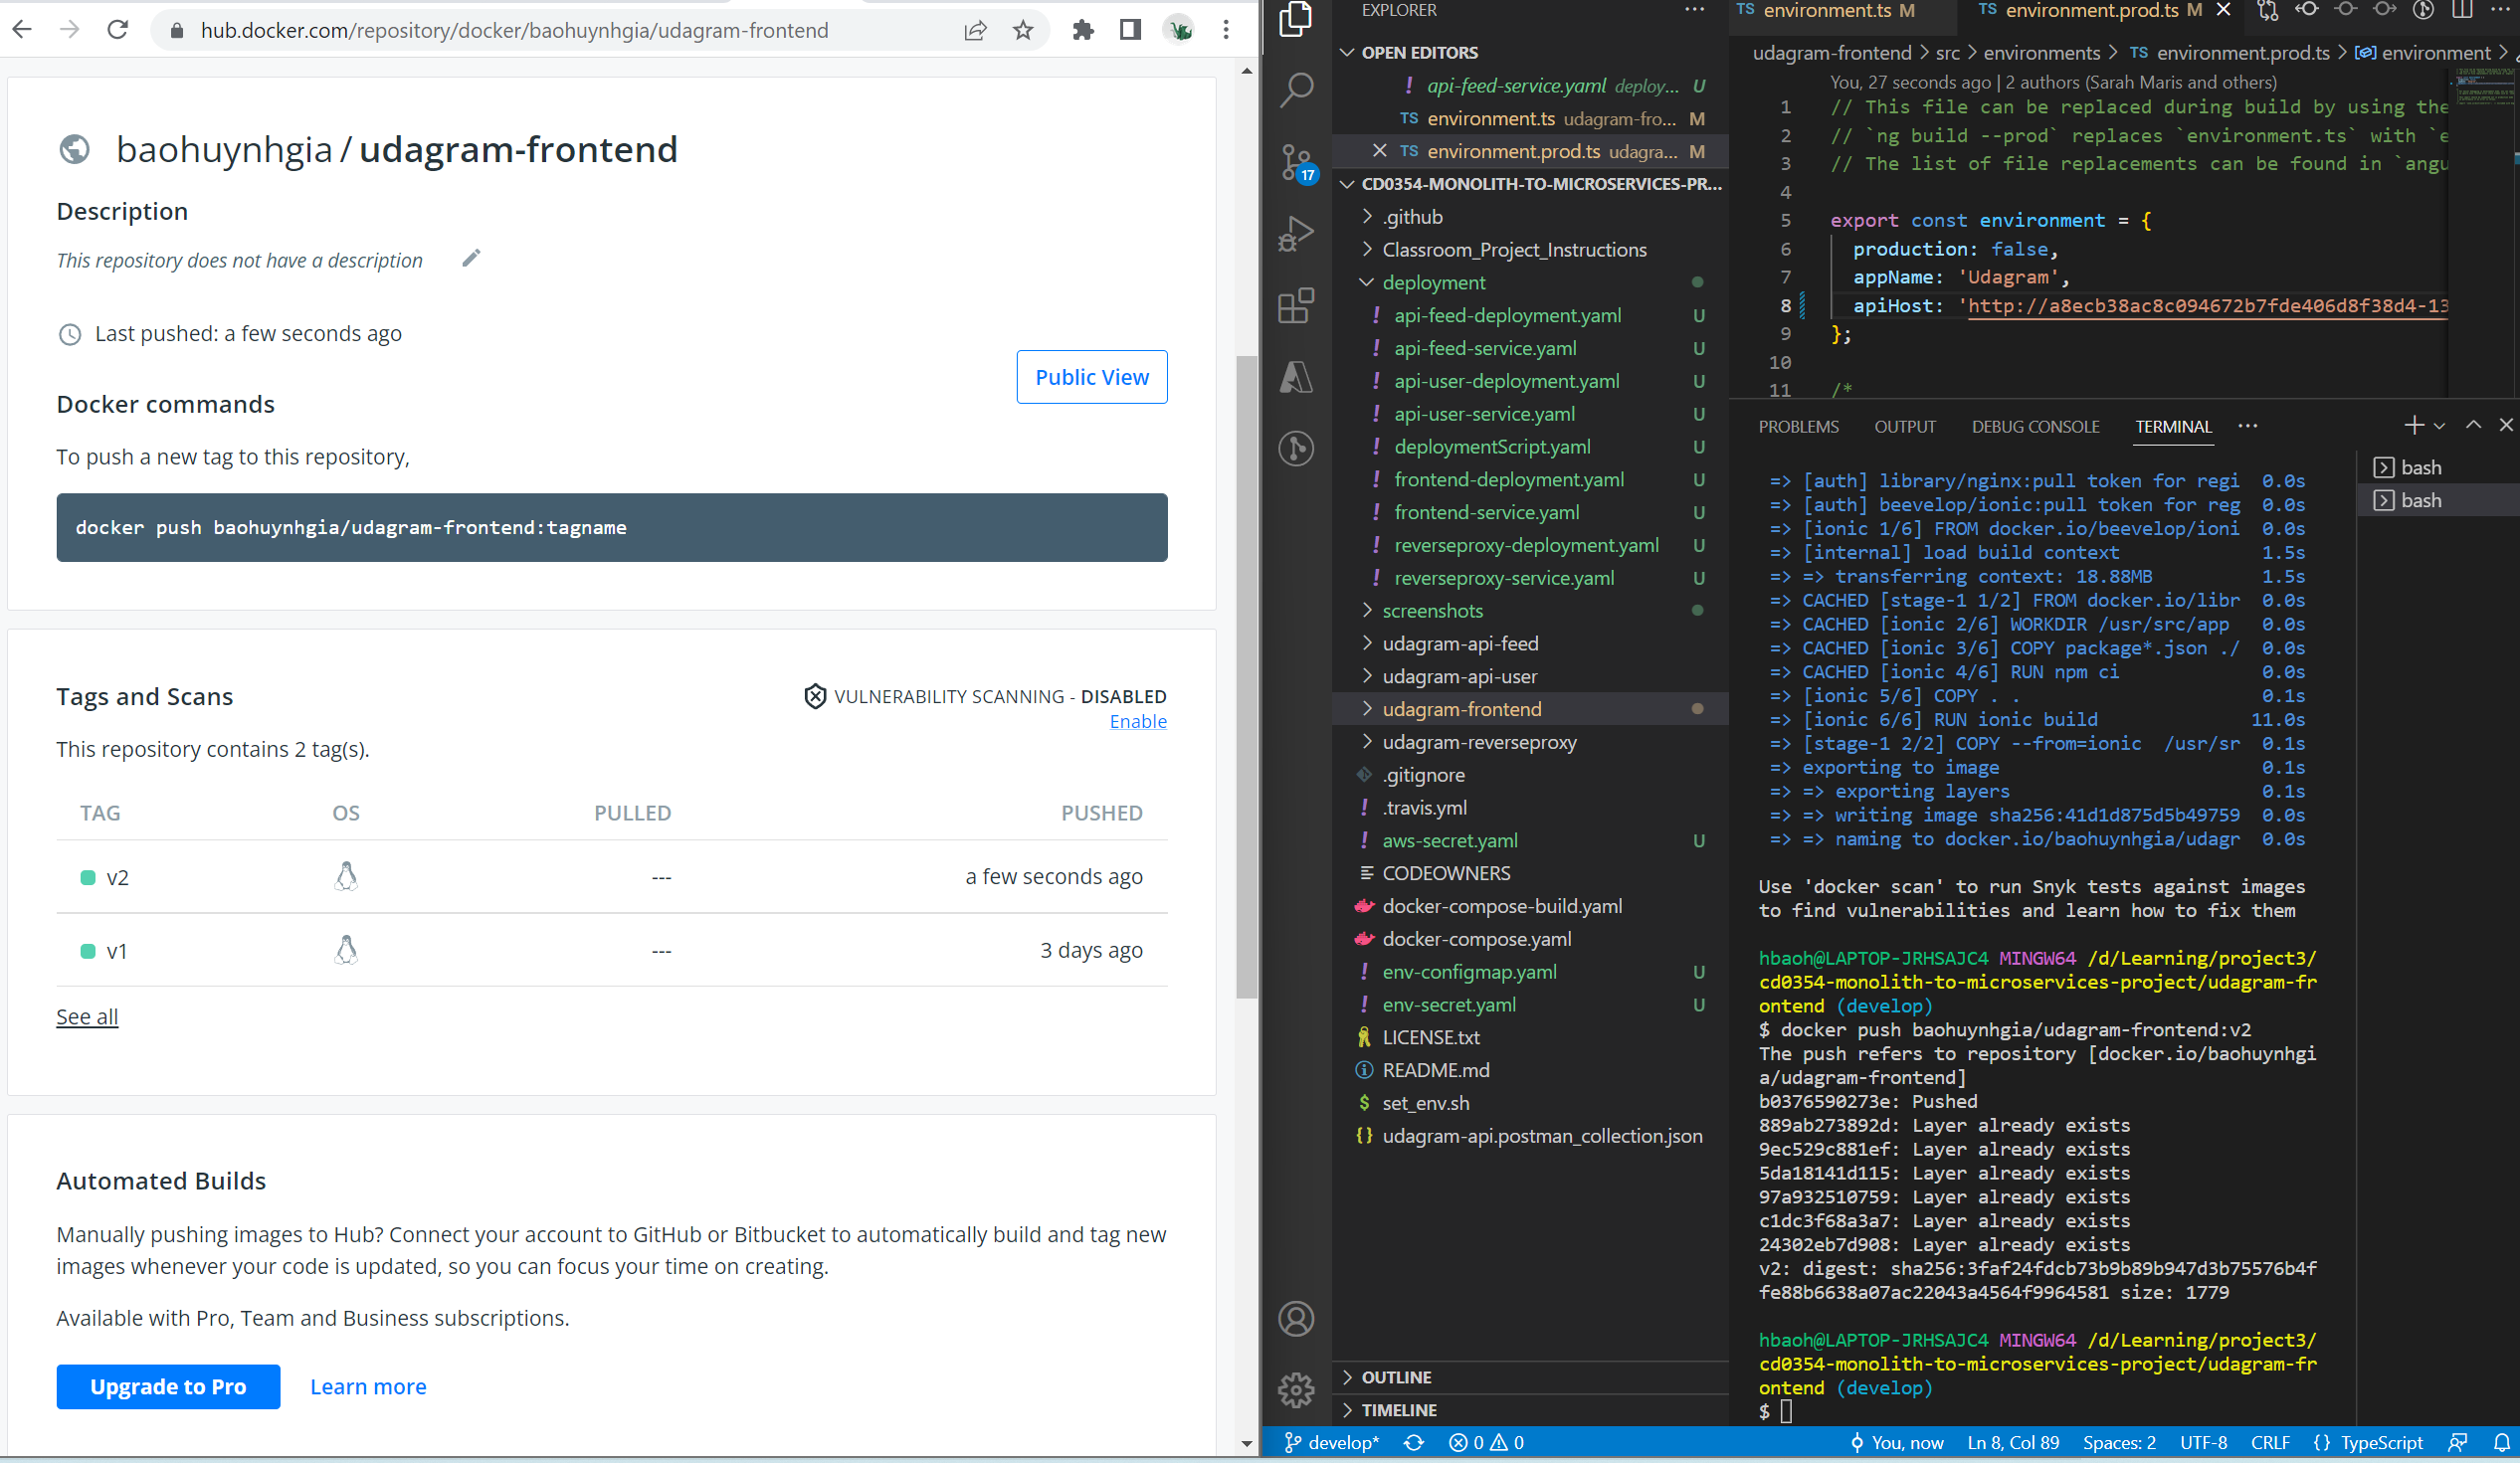 hub.docker.com/repository/docker/baohuynhgia/udagram-frontend
baohuynhgia / udagram-frontend
Description
This repository does not have a description
Last pushed: a few seconds ago
Public View
Docker commands
To push a new tag to this repository,
docker push baohuynhgia/udagram-frontend:tagname
Tags and Scans
VULNERABILITY SCANNING - DISABLED
Enable
This repository contains 2 tag(s).
TAG OS PULLED PUSHED
v2 --- a few seconds ago
v1 --- 3 days ago
See all
Automated Builds
Manually pushing images to Hub? Connect your account to GitHub or Bitbucket to automatically build and tag new
images whenever your code is updated, so you can focus your time on creating.
Available with Pro, Team and Business subscriptions.
Upgrade to Pro Learn more
17
EXPLORER ...
OPEN EDITORS
! api-feed-service.yaml deploy... U
TS environment.ts udagram-fro... M
TS environment.prod.ts udagra... M
CD0354-MONOLITH-TO-MICROSERVICES-PR...
.github
Classroom_Project_Instructions
deployment
! api-feed-deployment.yaml U
! api-feed-service.yaml U
! api-user-deployment.yaml U
! api-user-service.yaml U
! deploymentScript.yaml U
! frontend-deployment.yaml U
! frontend-service.yaml U
! reverseproxy-deployment.yaml U
! reverseproxy-service.yaml U
screenshots
udagram-api-feed
udagram-api-user
udagram-frontend
udagram-reverseproxy
.gitignore
! .travis.yml
! aws-secret.yaml U
CODEOWNERS
docker-compose-build.yaml
docker-compose.yaml
! env-configmap.yaml U
! env-secret.yaml U
LICENSE.txt
README.md
$ set_env.sh
{} udagram-api.postman_collection.json
OUTLINE
TIMELINE
TS environment.ts M TS environment.prod.ts M
udagram-frontend > src > environments > TS environment.prod.ts > environment >
You, 27 seconds ago | 2 authors (Sarah Maris and others)
1 // This file can be replaced during build by using the
2 // `ng build --prod` replaces `environment.ts` with `e
3 // The list of file replacements can be found in `angu
4
5 export const environment = {
6 production: false,
7 appName: 'Udagram',
8 apiHost: 'http://a8ecb38ac8c094672b7fde406d8f38d4-13
9 };
10
11 /*
PROBLEMS OUTPUT DEBUG CONSOLE TERMINAL ...
bash
bash
=> [auth] library/nginx:pull token for regi 0.0s
=> [auth] beevelop/ionic:pull token for reg 0.0s
=> [ionic 1/6] FROM docker.io/beevelop/ioni 0.0s
=> [internal] load build context 1.5s
=> => transferring context: 18.88MB 1.5s
=> CACHED [stage-1 1/2] FROM docker.io/libr 0.0s
=> CACHED [ionic 2/6] WORKDIR /usr/src/app 0.0s
=> CACHED [ionic 3/6] COPY package*.json ./ 0.0s
=> CACHED [ionic 4/6] RUN npm ci 0.0s
=> [ionic 5/6] COPY . . 0.1s
=> [ionic 6/6] RUN ionic build 11.0s
=> [stage-1 2/2] COPY --from=ionic /usr/sr 0.1s
=> exporting to image 0.1s
=> => exporting layers 0.1s
=> => writing image sha256:41d1d875d5b49759 0.0s
=> => naming to docker.io/baohuynhgia/udagr 0.0s
Use 'docker scan' to run Snyk tests against images
to find vulnerabilities and learn how to fix them
hbaoh@LAPTOP-JRHSAJC4 MINGW64 /d/Learning/project3/
cd0354-monolith-to-microservices-project/udagram-fr
ontend (develop)
$ docker push baohuynhgia/udagram-frontend:v2
The push refers to repository [docker.io/baohuynhgi
a/udagram-frontend]
b0376590273e: Pushed
889ab273892d: Layer already exists
9ec529c881ef: Layer already exists
5da18141d115: Layer already exists
97a932510759: Layer already exists
c1dc3f68a3a7: Layer already exists
24302eb7d908: Layer already exists
v2: digest: sha256:3faf24fdcb73b9b89b947d3b75576b4f
fe88b6638a07ac22043a4564f9964581 size: 1779
hbaoh@LAPTOP-JRHSAJC4 MINGW64 /d/Learning/project3/
cd0354-monolith-to-microservices-project/udagram-fr
ontend (develop)
$
develop* 0 0 You, now Ln 8, Col 89 Spaces: 2 UTF-8 CRLF {} TypeScript